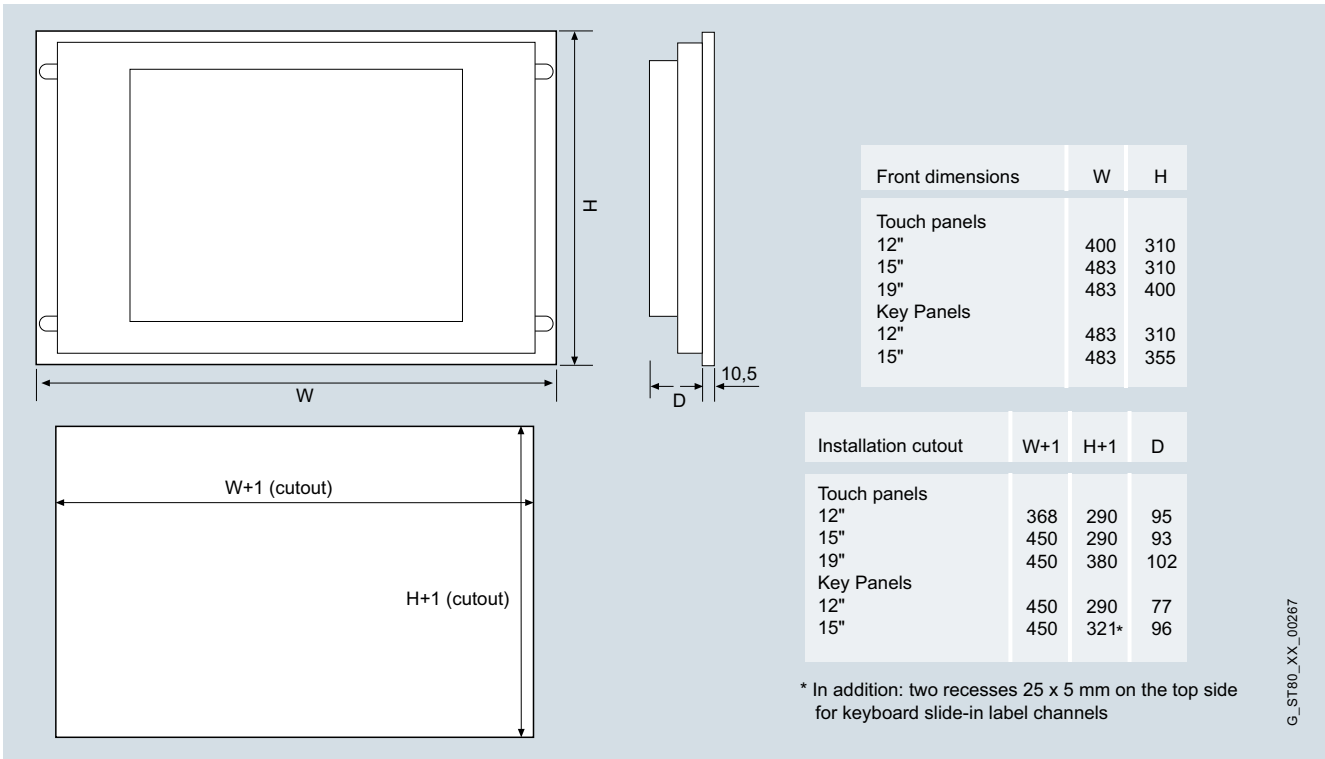 H
W
D
10,5
W+1 (cutout)
H+1 (cutout)
Front dimensions W H
Touch panels
12" 400 310
15" 483 310
19" 483 400
Key Panels
12" 483 310
15" 483 355
Installation cutout W+1 H+1 D
Touch panels
12" 368 290 95
15" 450 290 93
19" 450 380 102
Key Panels
12" 450 290 77
15" 450 321* 96
* In addition: two recesses 25 x 5 mm on the top side
for keyboard slide-in label channels
G_ST80_XX_00267